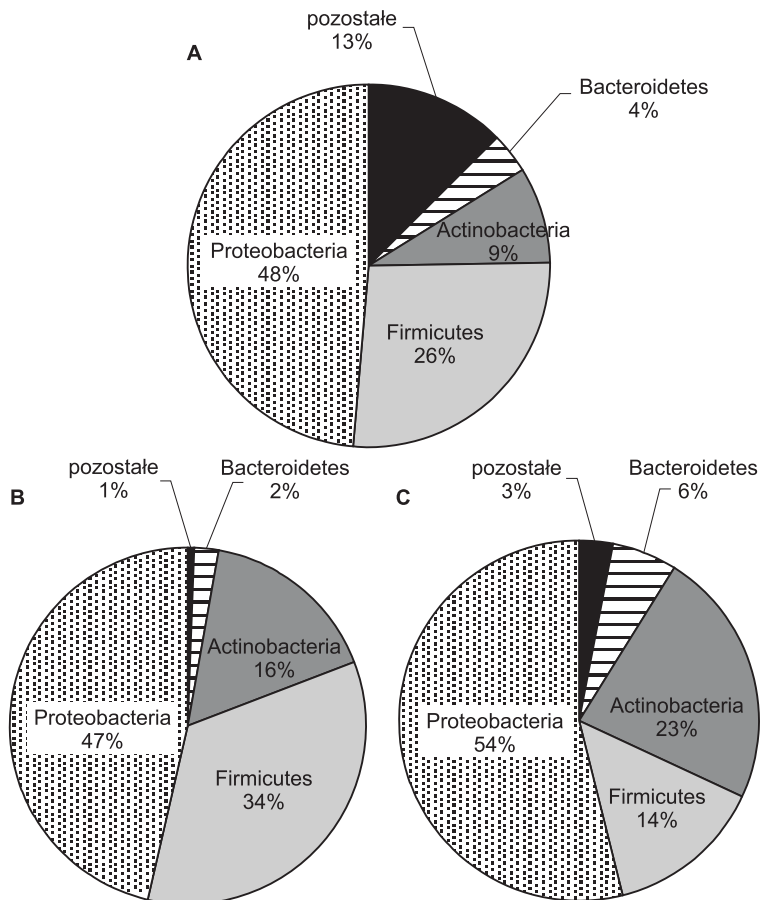 A
pozostałe
13%
Bacteroidetes
4%
Actinobacteria
9%
Proteobacteria
48%
Firmicutes
26%
B
pozostałe
1%
Bacteroidetes
2%
Actinobacteria
16%
Proteobacteria
47%
Firmicutes
34%
C
pozostałe
3%
Bacteroidetes
6%
Actinobacteria
23%
Proteobacteria
54%
Firmicutes
14%